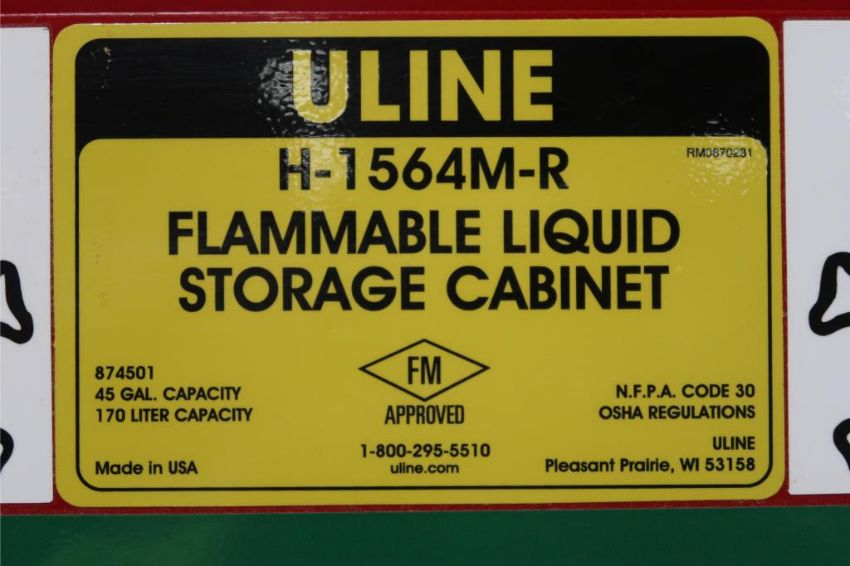 ULINE
RM0870231
H-1564M-R
FLAMMABLE LIQUID
STORAGE CABINET
874501
45 GAL. CAPACITY
170 LITER CAPACITY
Made in USA
FM
APPROVED
1-800-295-5510
uline.com
N.F.P.A. CODE 30
OSHA REGULATIONS
ULINE
Pleasant Prairie, WI 53158